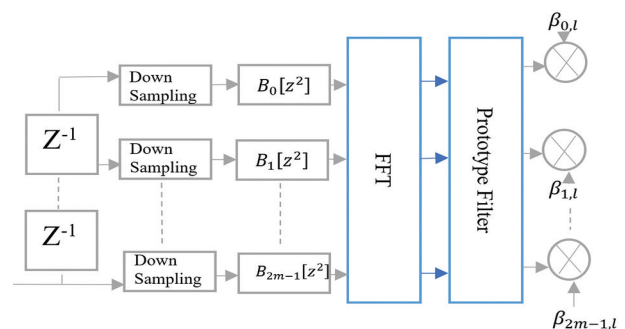 β₀,l
Down
Sampling
B₀[z²]
Z⁻¹
Down
Sampling
B₁[z²]
FFT
Prototype Filter
β₁,l
Z⁻¹
Down
Sampling
B₂ₘ₋₁[z²]
β₂ₘ₋₁,l